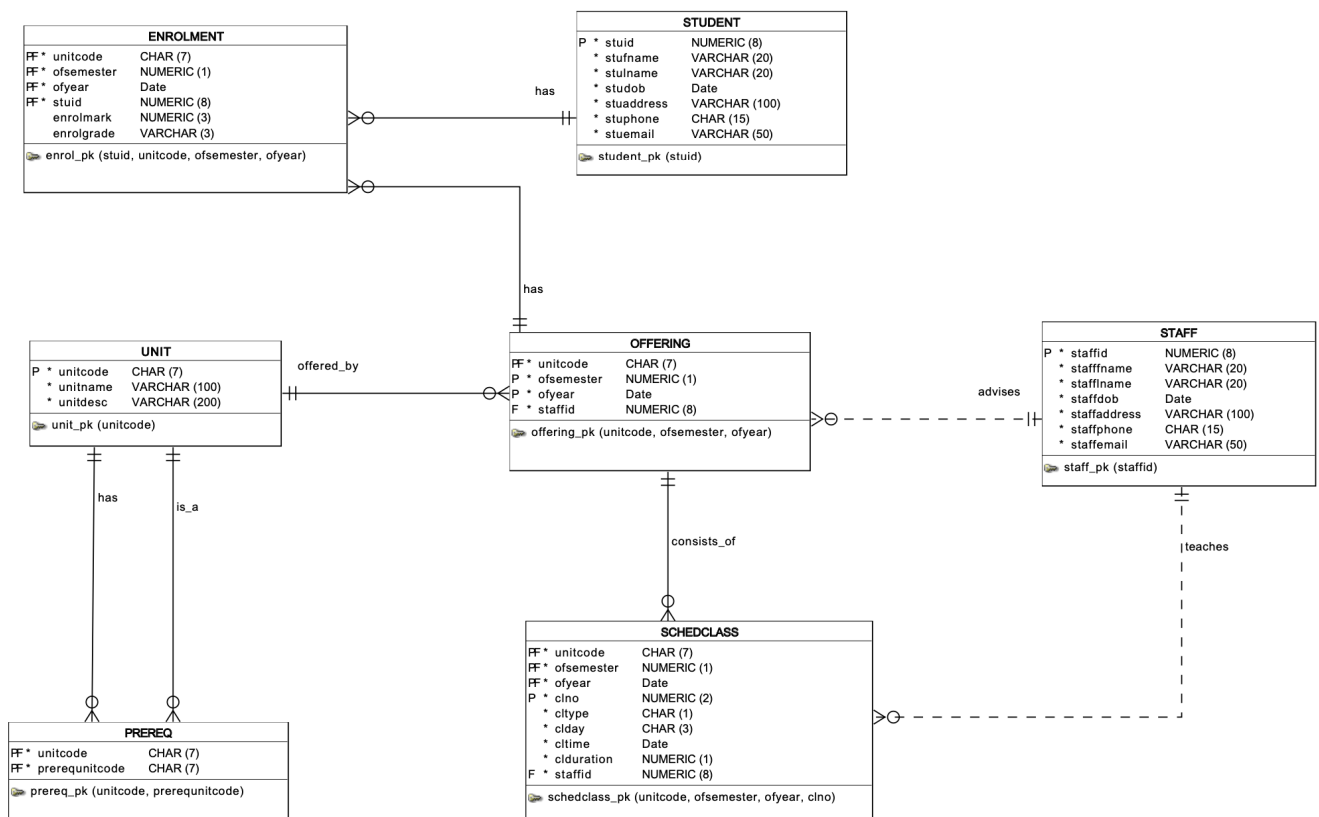 ENROLMENT
PF * unitcode CHAR (7)
PF * ofsemester NUMERIC (1)
PF * ofyear Date
PF * stuid NUMERIC (8)
enrolmark NUMERIC (3)
enrolgrade VARCHAR (3)
enrol_pk (stuid, unitcode, ofsemester, ofyear)
has
STUDENT
P * stuid NUMERIC (8)
* stufname VARCHAR (20)
* stulname VARCHAR (20)
* studob Date
* stuaddress VARCHAR (100)
* stuphone CHAR (15)
* stuemail VARCHAR (50)
student_pk (stuid)
has
UNIT
P * unitcode CHAR (7)
* unitname VARCHAR (100)
* unitdesc VARCHAR (200)
unit_pk (unitcode)
offered_by
OFFERING
PF * unitcode CHAR (7)
P * ofsemester NUMERIC (1)
P * ofyear Date
F * staffid NUMERIC (8)
offering_pk (unitcode, ofsemester, ofyear)
advises
STAFF
P * staffid NUMERIC (8)
* stafffname VARCHAR (20)
* stafflname VARCHAR (20)
* staffdob Date
* staffaddress VARCHAR (100)
* staffphone CHAR (15)
* staffemail VARCHAR (50)
staff_pk (staffid)
has
is_a
consists_of
teaches
PREREQ
PF * unitcode CHAR (7)
PF * prerequnitcode CHAR (7)
prereq_pk (unitcode, prerequnitcode)
SCHEDCLASS
PF * unitcode CHAR (7)
PF * ofsemester NUMERIC (1)
PF * ofyear Date
P * clno NUMERIC (2)
* cltype CHAR (1)
* clday CHAR (3)
* cltime Date
* clduration NUMERIC (1)
F * staffid NUMERIC (8)
schedclass_pk (unitcode, ofsemester, ofyear, clno)